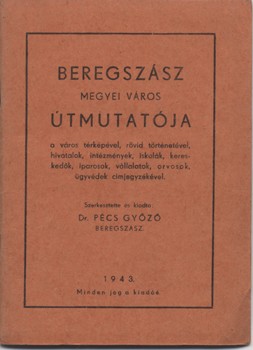 BEREGSZÁSZ
MEGYEI VÁROS
ÚTMUTATÓJA
a város térképével, rövid történetével,
hivatalok, intézmények, iskolák, keres-
kedők, iparosok, vállalatok, orvosok,
ügyvédek címjegyzékével.
Szerkesztette és kiadta:
Dr. PÉCS GYŐZŐ
BEREGSZÁSZ.
1943.
Minden jog a kiadóé.